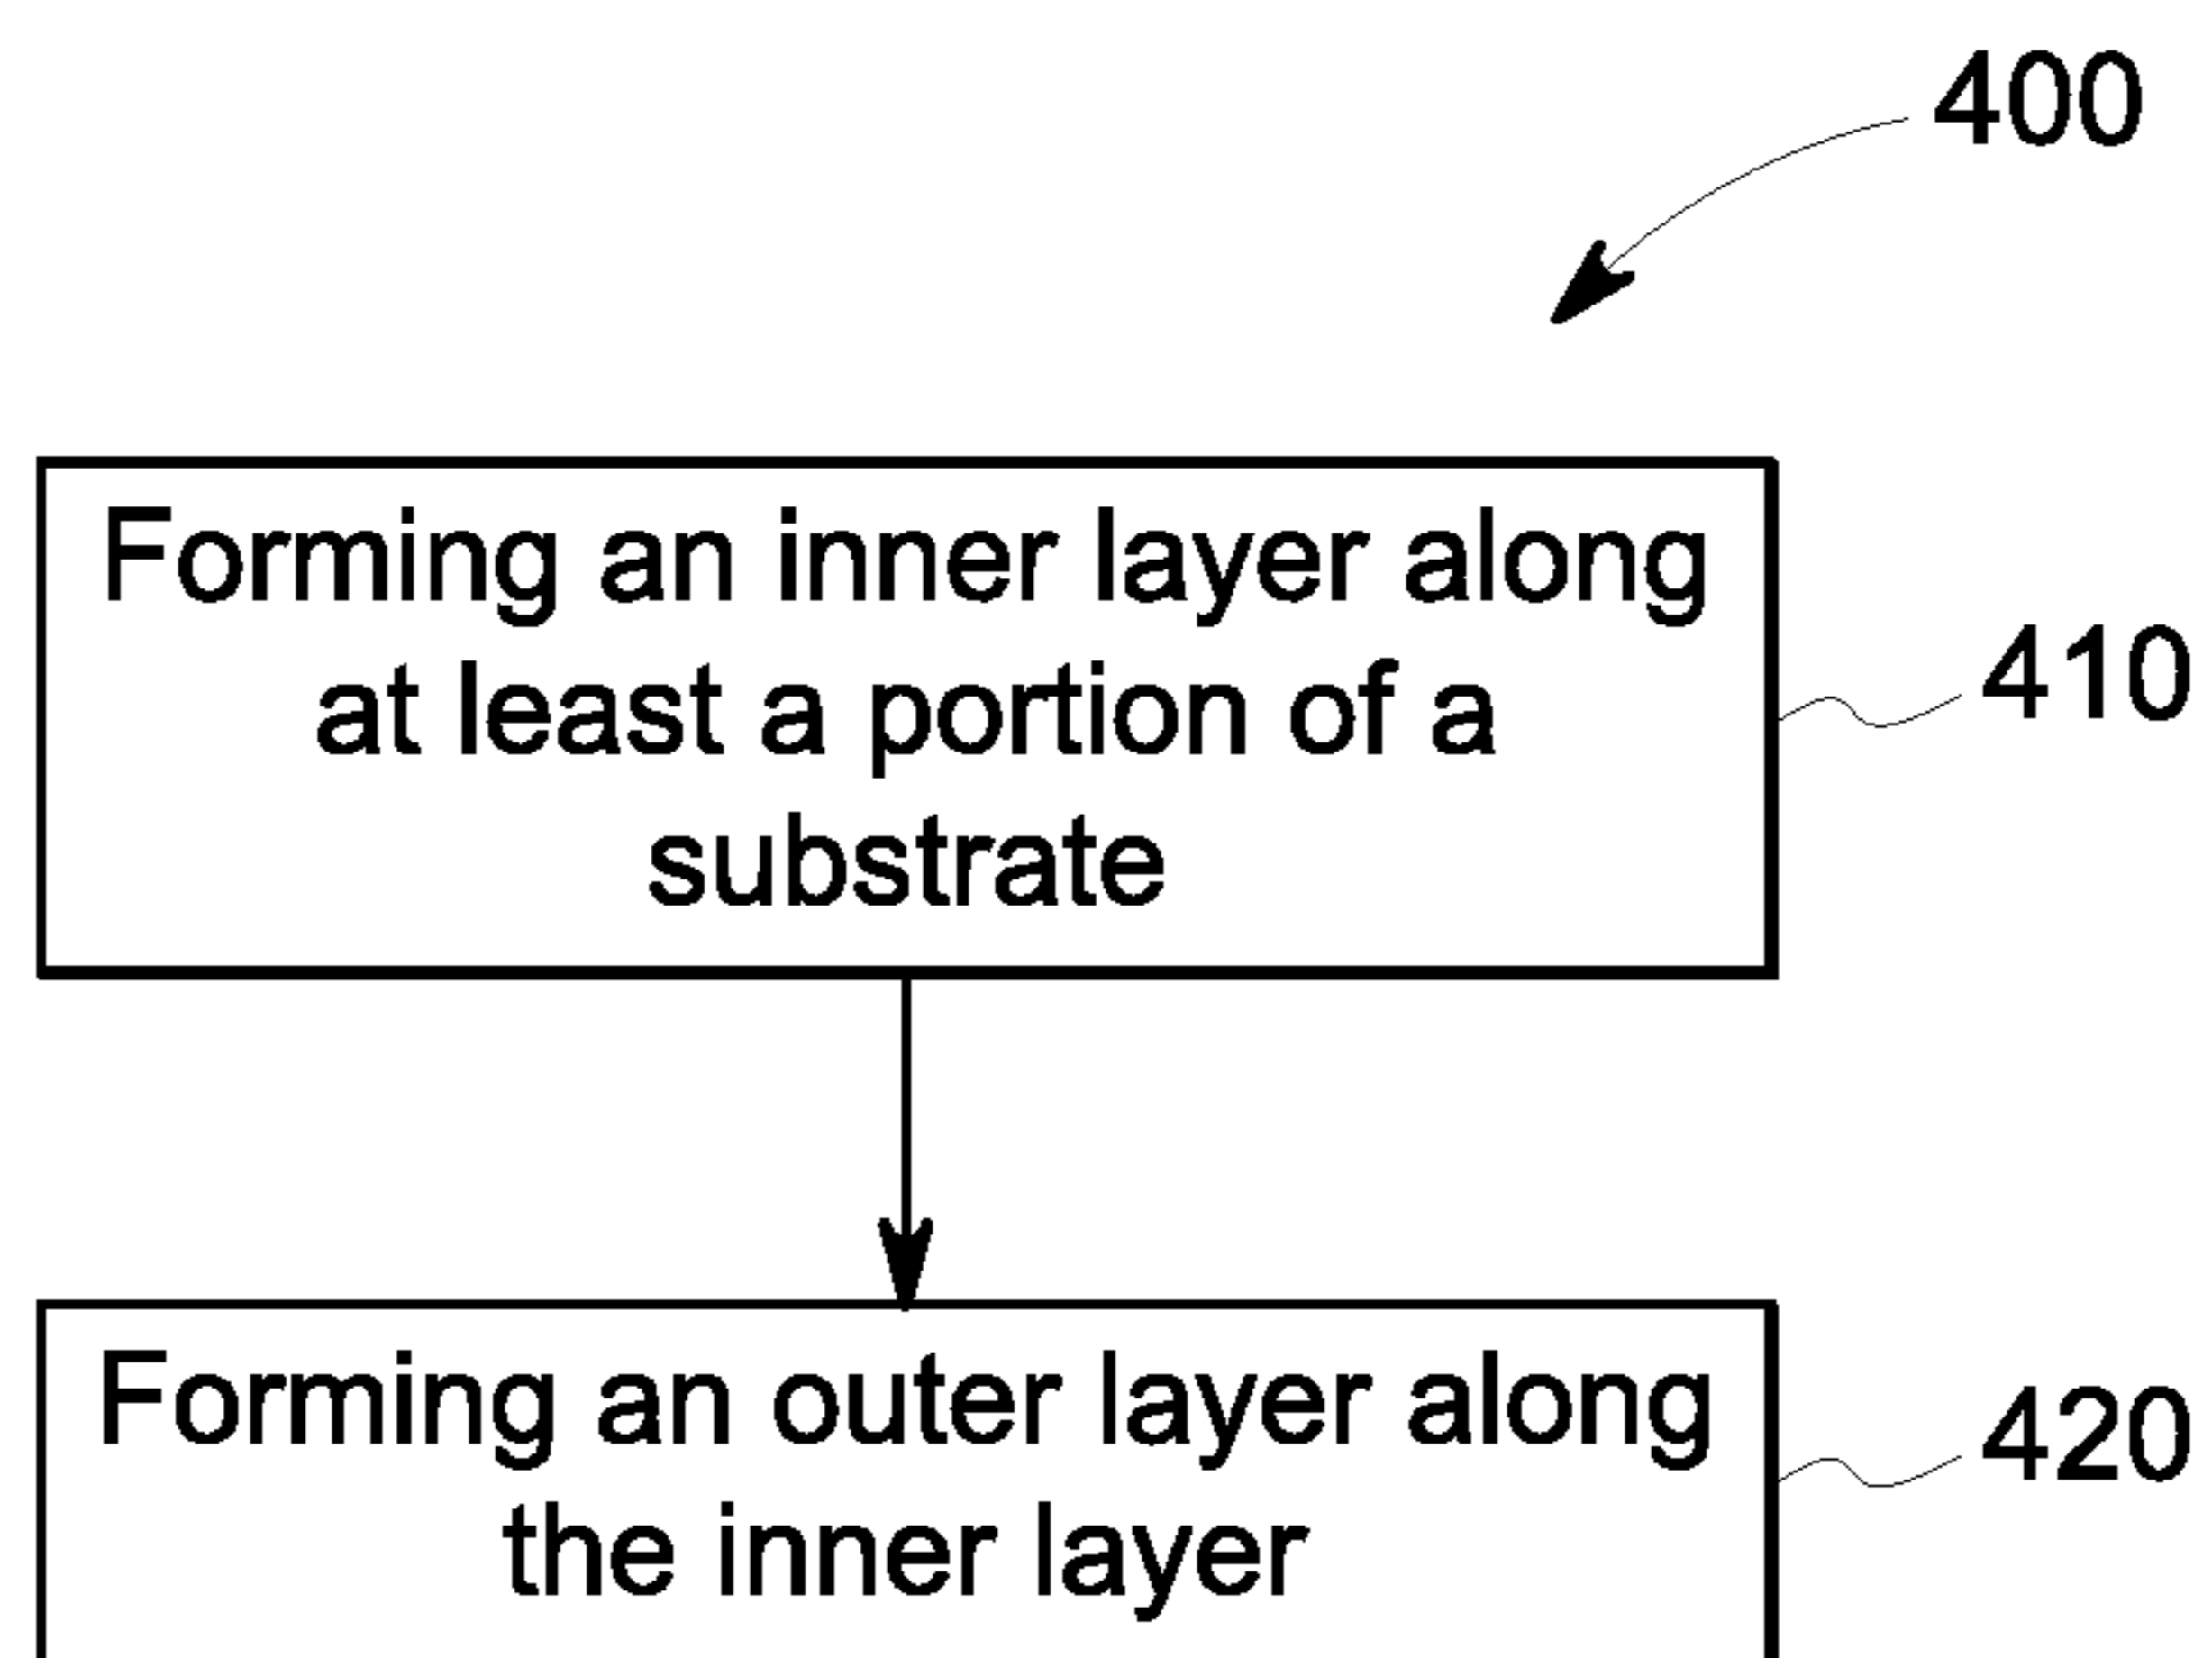 400
Forming an inner layer along
at least a portion of a
substrate
410
Forming an outer layer along
the inner layer
420